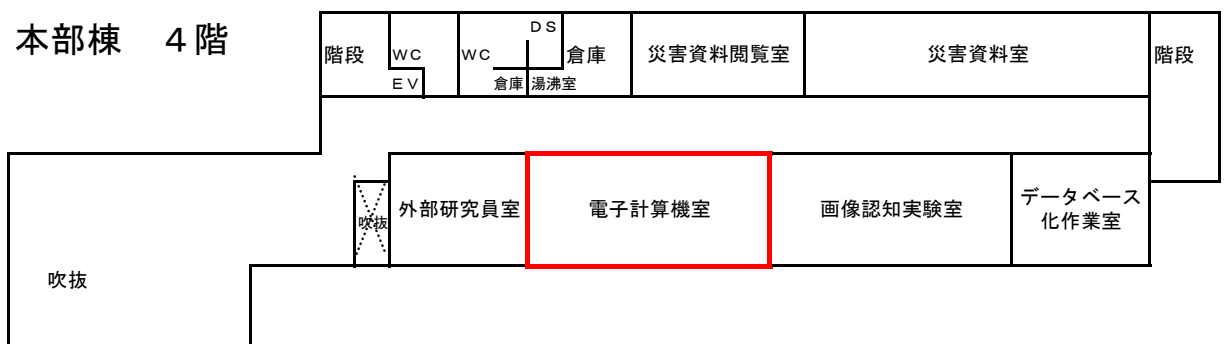 本部棟　４階
階段
ＷＣ
ＥＶ
ＷＣ
ＤＳ
倉庫
倉庫
湯沸室
災害資料閲覧室
災害資料室
階段
吹抜
外部研究員室
電子計算機室
画像認知実験室
データベース
化作業室
吹抜